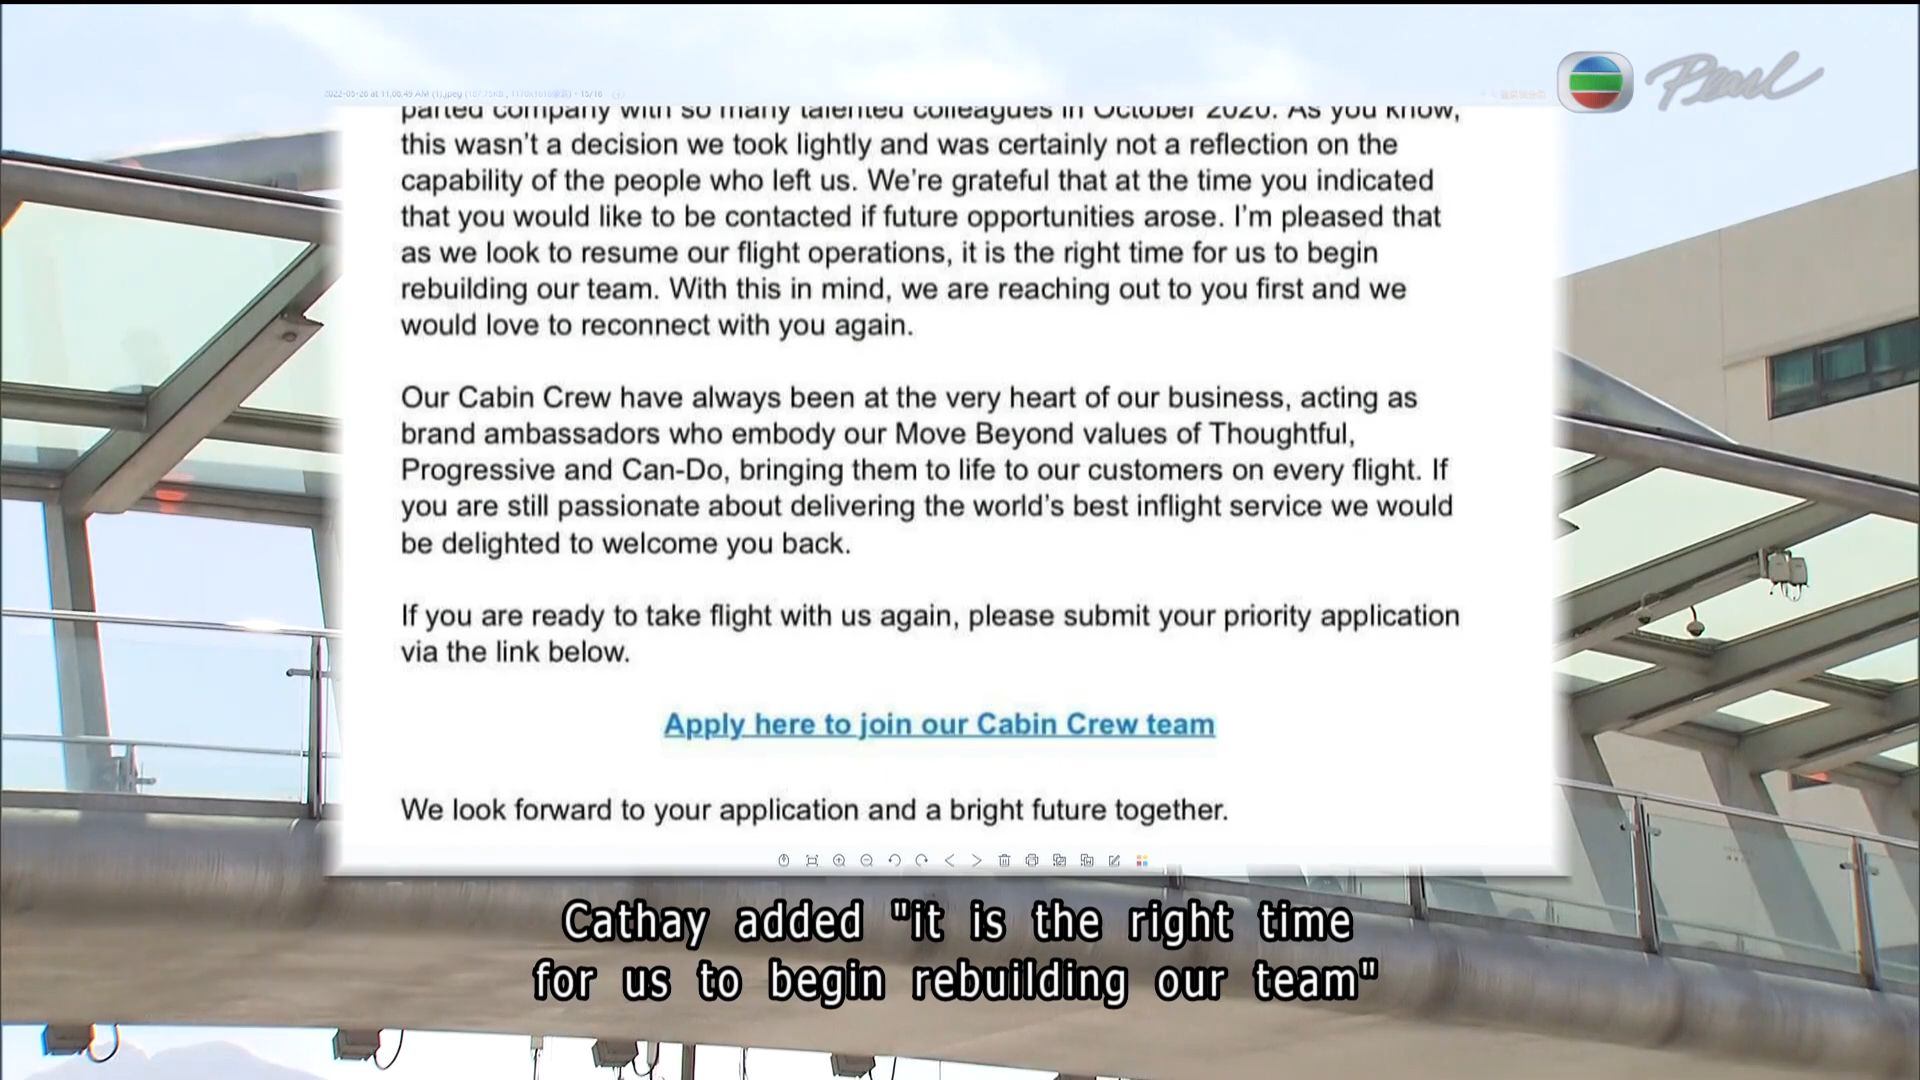 Pearl
2022-05-26 at 11.08.49 AM (1).jpeg
parted company with so many talented colleagues in October 2020. As you know,
this wasn't a decision we took lightly and was certainly not a reflection on the
capability of the people who left us. We're grateful that at the time you indicated
that you would like to be contacted if future opportunities arose. I'm pleased that
as we look to resume our flight operations, it is the right time for us to begin
rebuilding our team. With this in mind, we are reaching out to you first and we
would love to reconnect with you again.
Our Cabin Crew have always been at the very heart of our business, acting as
brand ambassadors who embody our Move Beyond values of Thoughtful,
Progressive and Can-Do, bringing them to life to our customers on every flight. If
you are still passionate about delivering the world's best inflight service we would
be delighted to welcome you back.
If you are ready to take flight with us again, please submit your priority application
via the link below.
Apply here to join our Cabin Crew team
We look forward to your application and a bright future together.
Cathay added "it is the right time
for us to begin rebuilding our team"